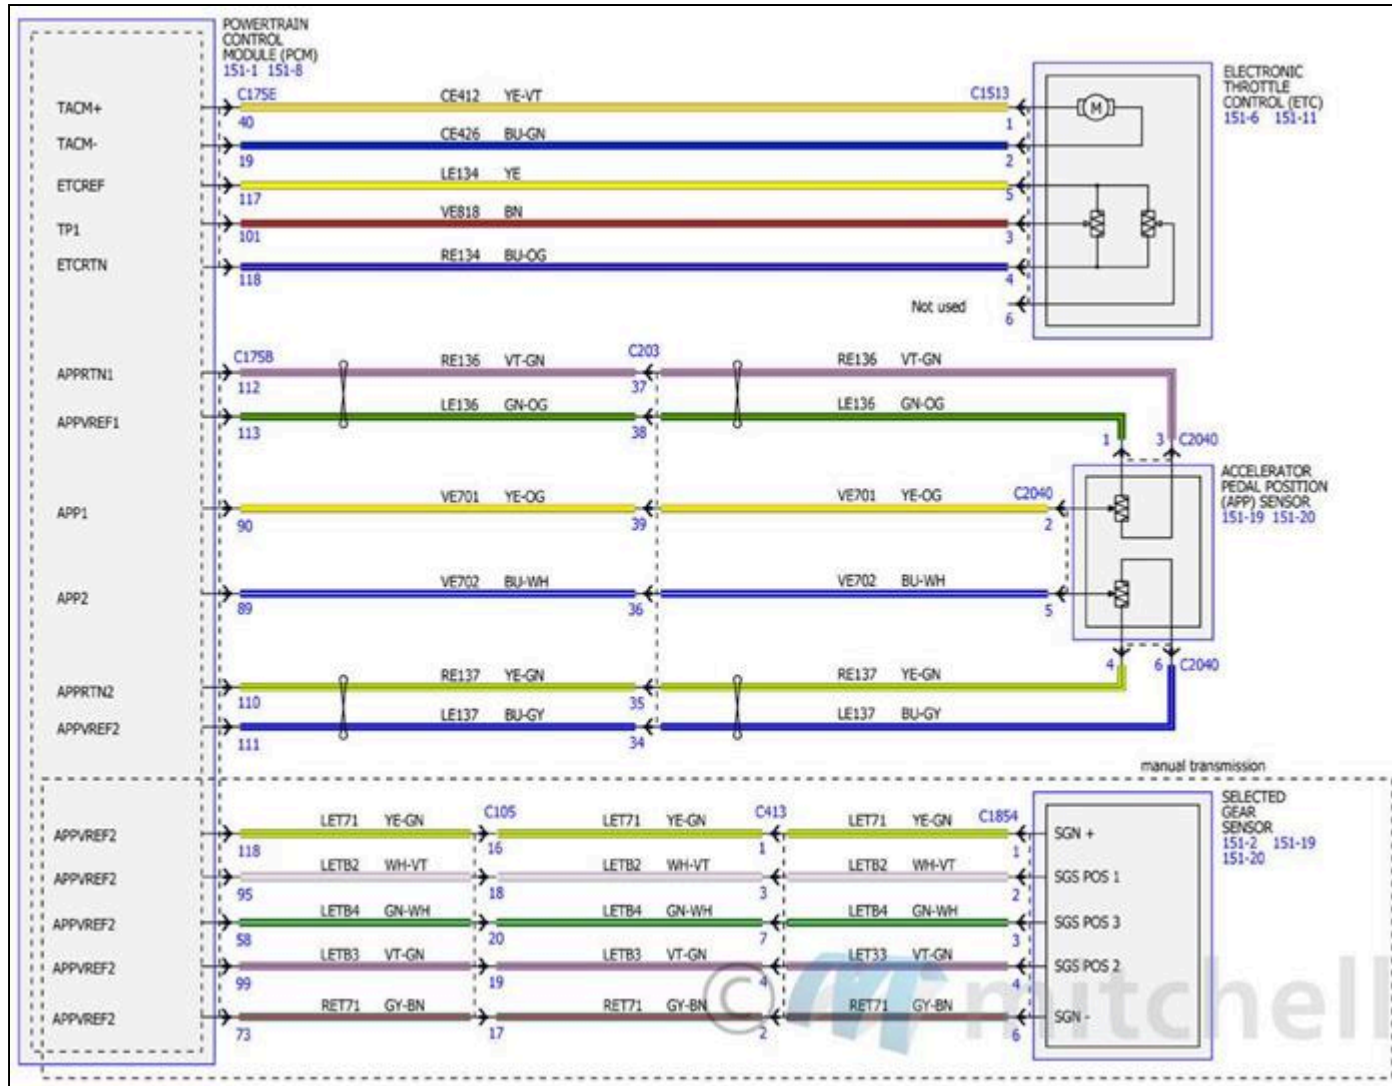 POWERTRAIN
CONTROL
MODULE (PCM)
151-1 151-8
ELECTRONIC
THROTTLE
CONTROL (ETC)
151-6 151-11
C175E CE412 YE-VT C1513
TACM+ 40 1 M
CE426 BU-GN
TACM- 19 2
LE134 YE
ETCREF 117 5
VE818 BN
TP1 101 3
RE134 BU-OG
ETCRTN 118 4
Not used 6
C175B RE136 VT-GN C203 RE136 VT-GN
APPRTN1 112 37
LE136 GN-OG LE136 GN-OG
APPVREF1 113 38 1 3 C2040
ACCELERATOR
PEDAL POSITION
(APP) SENSOR
151-19 151-20
VE701 YE-OG VE701 YE-OG C2040
APP1 90 39 2
VE702 BU-WH VE702 BU-WH
APP2 89 36 5
4 6 C2040
RE137 YE-GN RE137 YE-GN
APPRTN2 110 35
LE137 BU-GY LE137 BU-GY
APPVREF2 111 34
manual transmission
SELECTED
GEAR
SENSOR
151-2 151-19
151-20
LET71 YE-GN C105 LET71 YE-GN C413 LET71 YE-GN C1854
APPVREF2 118 16 1 1 SGN +
LETB2 WH-VT LETB2 WH-VT LETB2 WH-VT
APPVREF2 95 18 3 2 SGS POS 1
LETB4 GN-WH LETB4 GN-WH LETB4 GN-WH
APPVREF2 58 20 7 3 SGS POS 3
LETB3 VT-GN LETB3 VT-GN LET33 VT-GN
APPVREF2 99 19 4 4 SGS POS 2
RET71 GY-BN RET71 GY-BN RET71 GY-BN
APPVREF2 73 17 2 6 SGN -
© mitchell